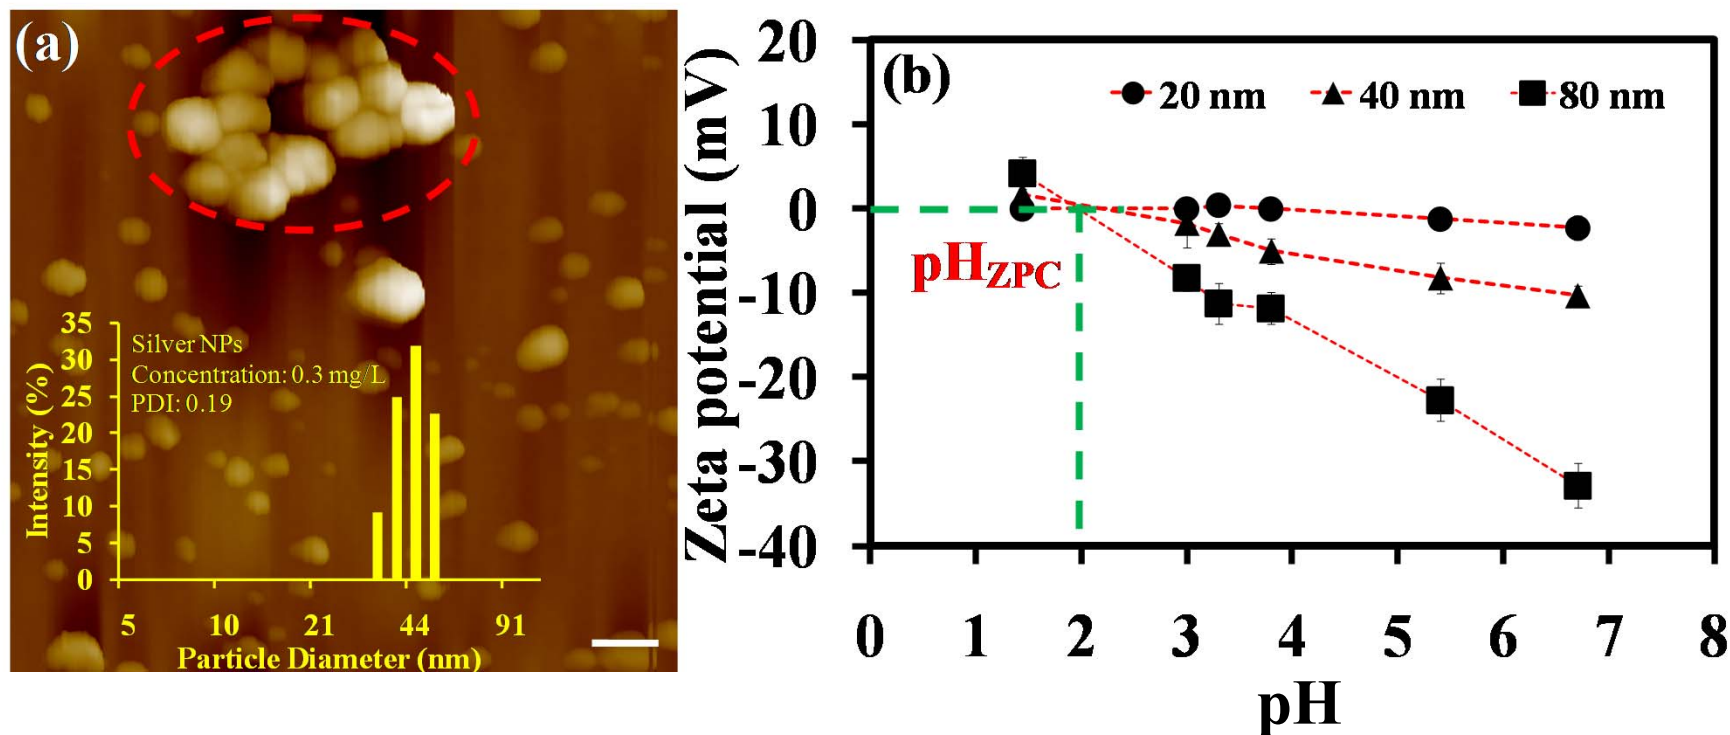 (a)
35
30
25
20
15
10
5
0
Intensity (%)
Silver NPs
Concentration: 0.3 mg/L
PDI: 0.19
5 10 21 44 91
Particle Diameter (nm)
(b)
20 nm 40 nm 80 nm
20
10
0
-10
-20
-30
-40
Zeta potential (mV)
pHZPC
0 1 2 3 4 5 6 7 8
pH